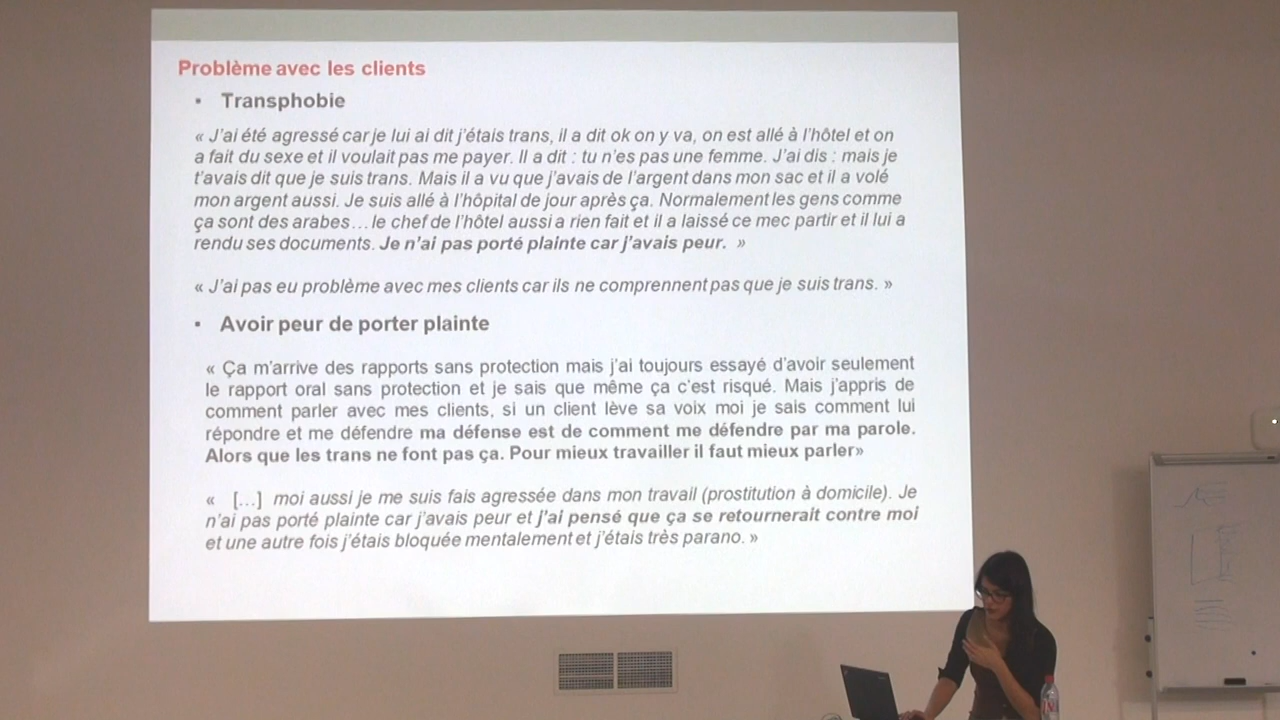 Problème avec les clients
▪ Transphobie
« J'ai été agressé car je lui ai dit j'étais trans, il a dit ok on y va, on est allé à l'hôtel et on
a fait du sexe et il voulait pas me payer. Il a dit : tu n'es pas une femme. J'ai dis : mais je
t'avais dit que je suis trans. Mais il a vu que j'avais de l'argent dans mon sac et il a volé
mon argent aussi. Je suis allé à l'hôpital de jour après ça. Normalement les gens comme
ça sont des arabes…le chef de l'hôtel aussi a rien fait et il a laissé ce mec partir et il lui a
rendu ses documents. Je n'ai pas porté plainte car j'avais peur. »
« J'ai pas eu problème avec mes clients car ils ne comprennent pas que je suis trans. »
▪ Avoir peur de porter plainte
« Ça m'arrive des rapports sans protection mais j'ai toujours essayé d'avoir seulement
le rapport oral sans protection et je sais que même ça c'est risqué. Mais j'appris de
comment parler avec mes clients, si un client lève sa voix moi je sais comment lui
répondre et me défendre ma défense est de comment me défendre par ma parole.
Alors que les trans ne font pas ça. Pour mieux travailler il faut mieux parler»
« […] moi aussi je me suis fais agressée dans mon travail (prostitution à domicile). Je
n'ai pas porté plainte car j'avais peur et j'ai pensé que ça se retournerait contre moi
et une autre fois j'étais bloquée mentalement et j'étais très parano. »